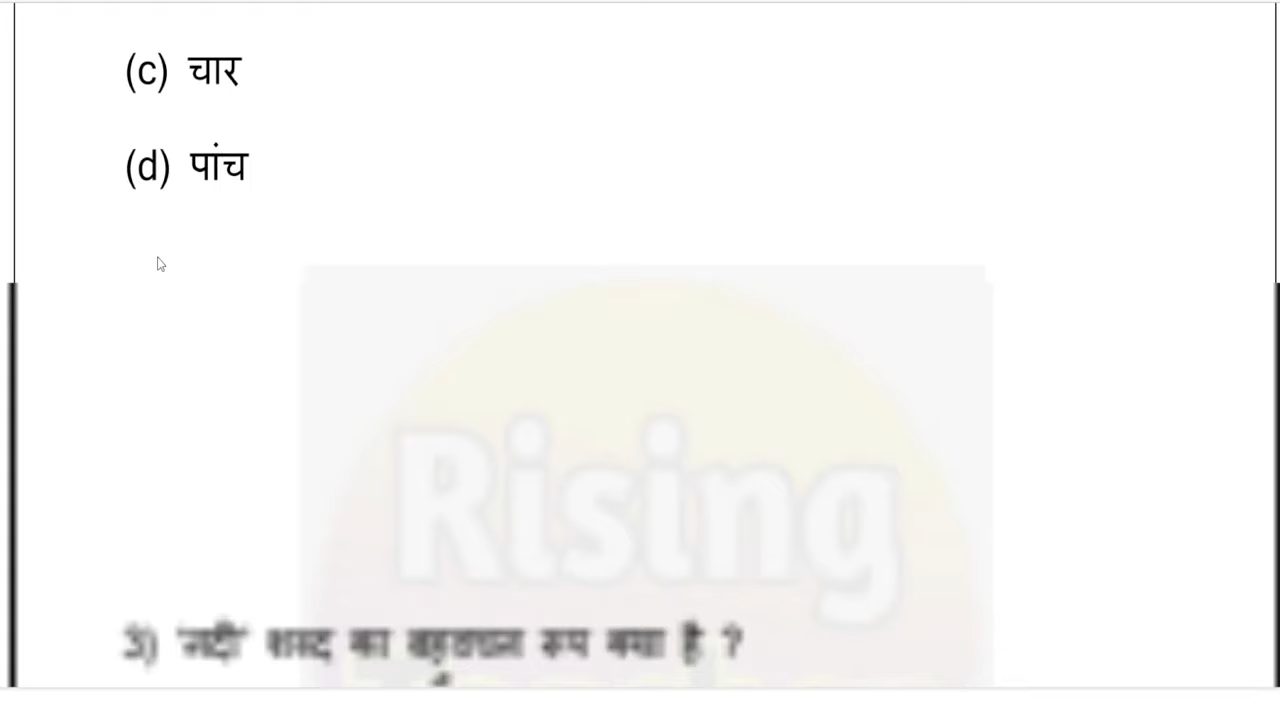 (c) चार
(d) पांच
Rising
3) 'नदी' शब्द का बहुवचन रूप क्या है ?